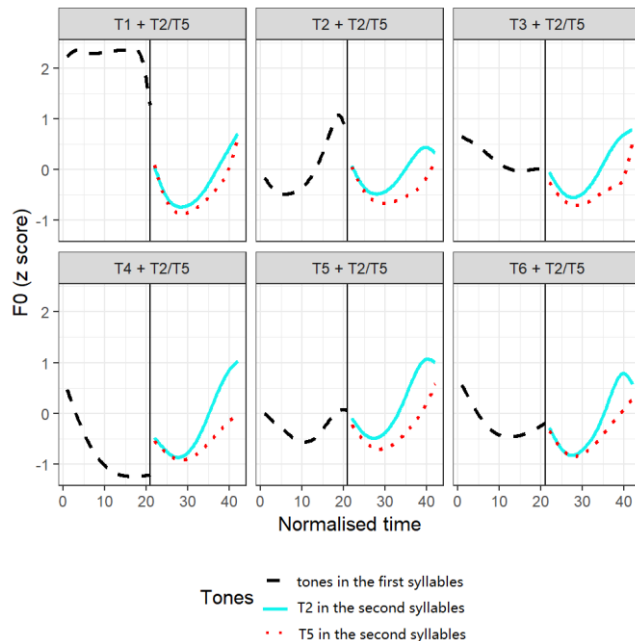 T1 + T2/T5
T2 + T2/T5
T3 + T2/T5
2
1
0
-1
T4 + T2/T5
T5 + T2/T5
T6 + T2/T5
2
1
0
-1
F0 (z score)
0 10 20 30 40
0 10 20 30 40
0 10 20 30 40
Normalised time
Tones
tones in the first syllables
T2 in the second syllables
T5 in the second syllables